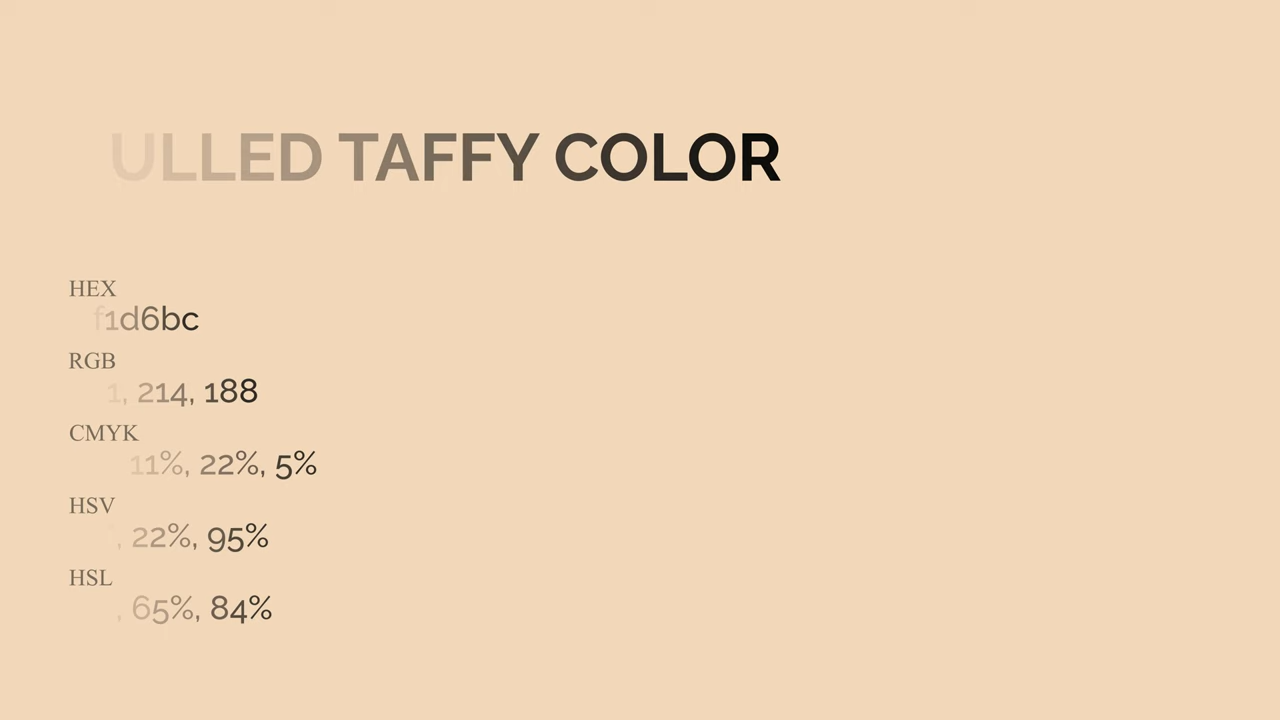 ULLED TAFFY COLOR
HEX
f1d6bc
RGB
1, 214, 188
CMYK
11%, 22%, 5%
HSV
, 22%, 95%
HSL
, 65%, 84%